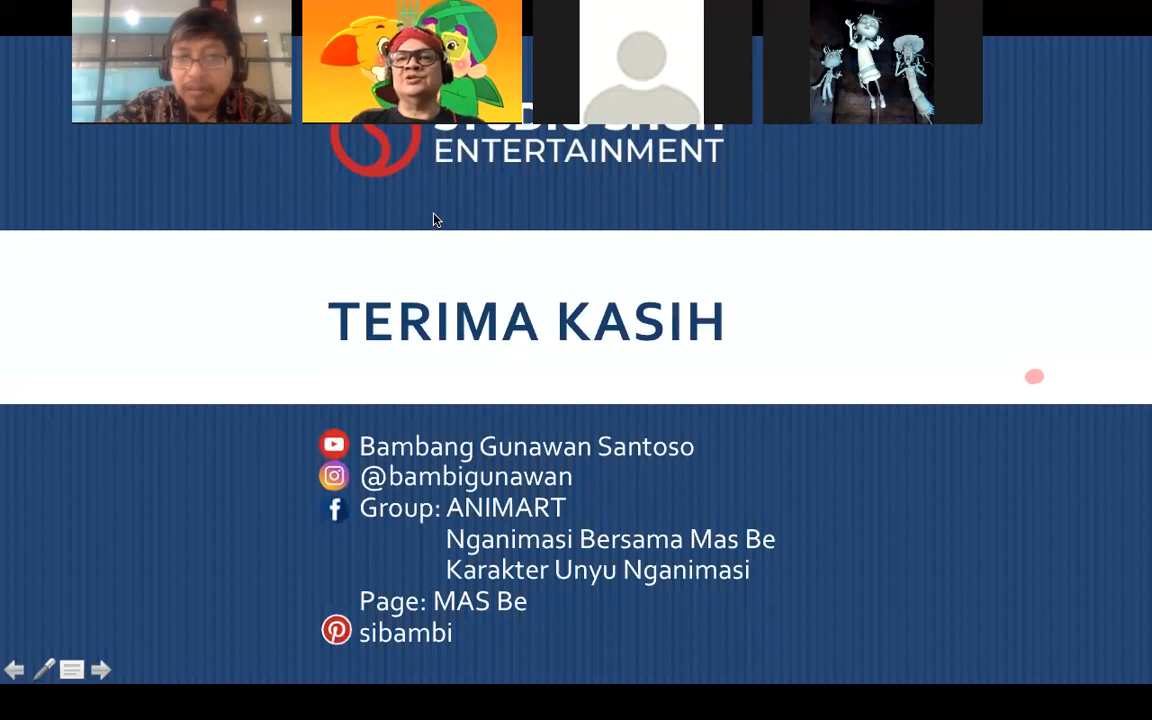 ENTERTAINMENT
TERIMA KASIH
Bambang Gunawan Santoso
@bambigunawan
Group: ANIMART
Nganimasi Bersama Mas Be
Karakter Unyu Nganimasi
Page: MAS Be
sibambi